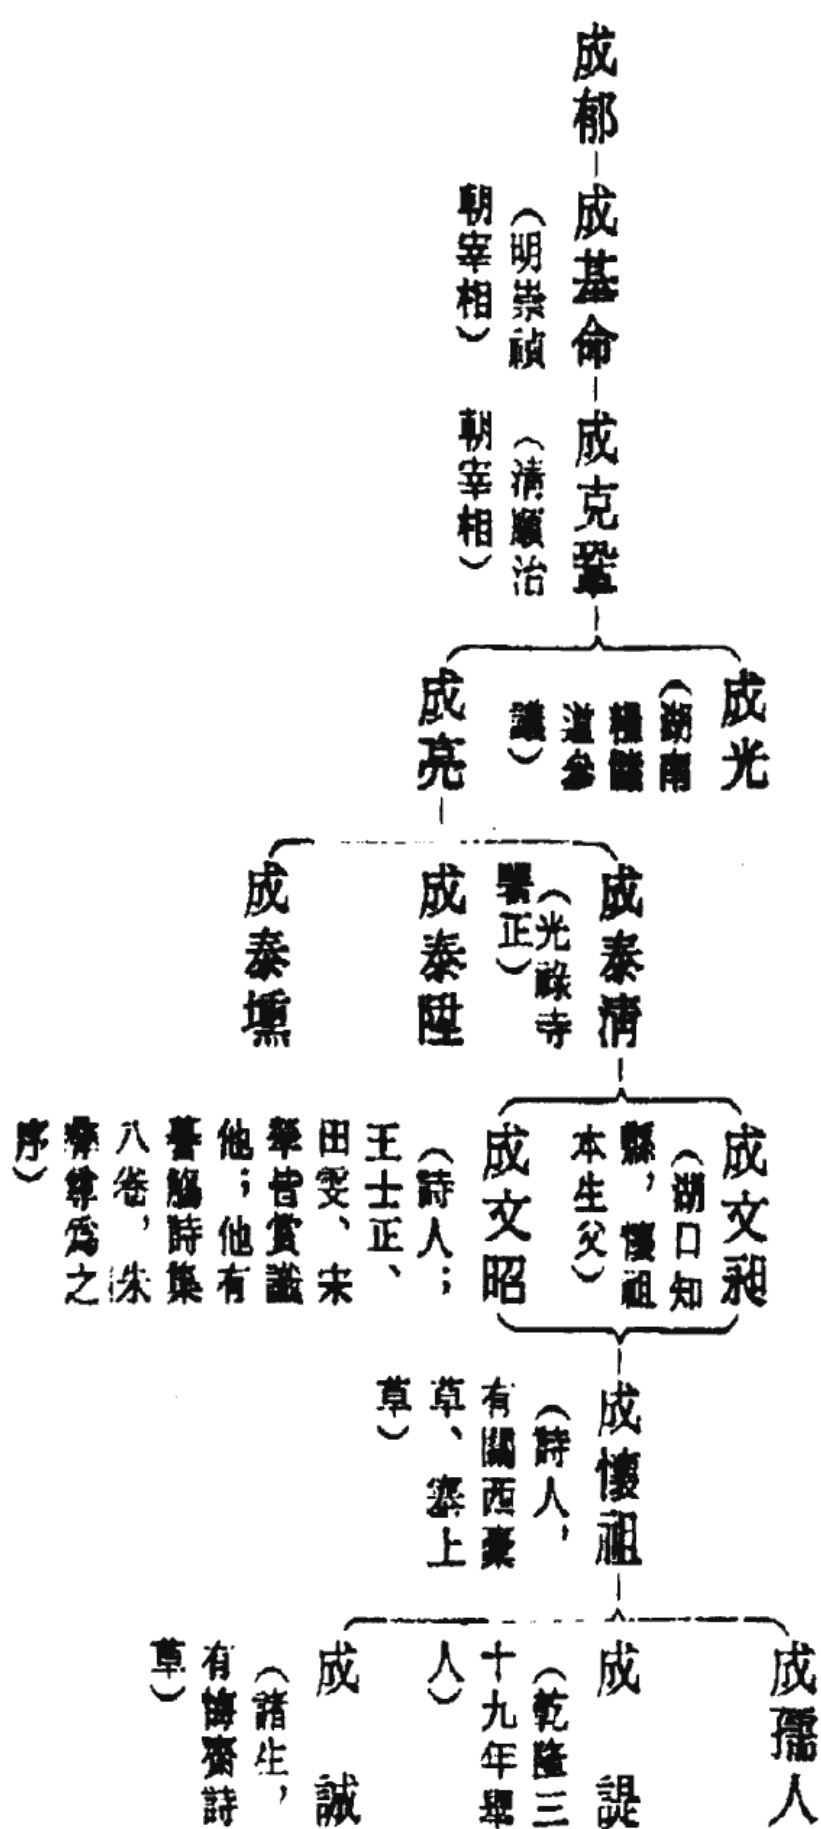 成郁
成基命
(明崇禎
朝宰相)
成克鞏
(清順治
朝宰相)
成光
(湖南
糧儲
道參
議)
成亮
成泰清
(光祿寺
署正)
成泰陞
成泰壎
成文昶
(湖口知
縣，懷祖
本生父)
成文昭
(詩人；
王士正、
田雯、宋
犖皆賞識
他；他有
謩觴詩集
八卷，朱
彝尊爲之
序)
成懷祖
(詩人，
有關西稾
草、塞上
草)
成孺人
成諟
(乾隆三
十九年舉
人)
成誠
(諸生，
有悔齋詩
草)